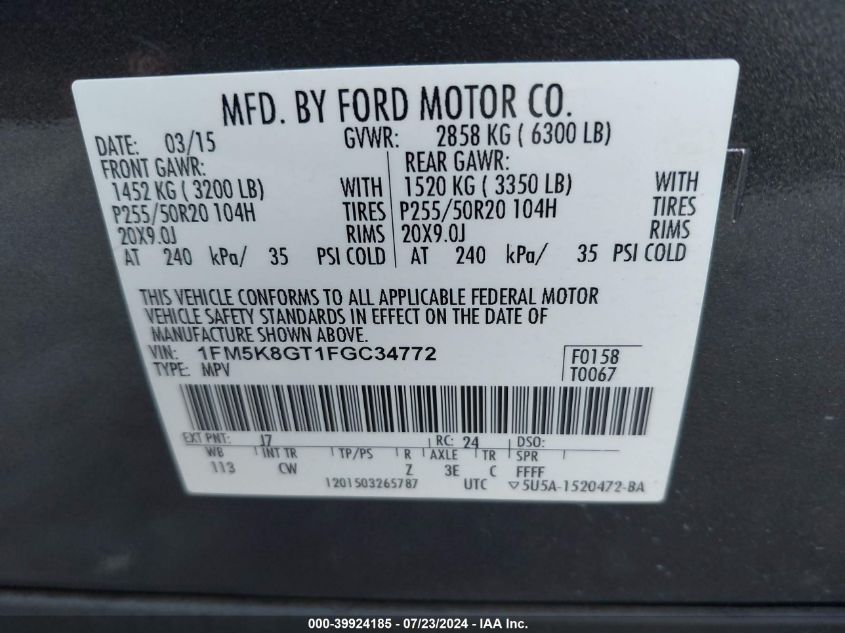 MFD. BY FORD MOTOR CO.
DATE: 03/15 GVWR: 2858 KG ( 6300 LB)
FRONT GAWR: REAR GAWR:
1452 KG ( 3200 LB) WITH 1520 KG ( 3350 LB) WITH
P255/50R20 104H TIRES P255/50R20 104H TIRES
20X9.0J RIMS 20X9.0J RIMS
AT 240 kPa/ 35 PSI COLD AT 240 kPa/ 35 PSI COLD
THIS VEHICLE CONFORMS TO ALL APPLICABLE FEDERAL MOTOR
VEHICLE SAFETY STANDARDS IN EFFECT ON THE DATE OF
MANUFACTURE SHOWN ABOVE.
VIN: 1FM5K8GT1FGC34772 F0158
TYPE: MPV T0067
EXT PNT: J7 RC: 24 DSO:
WB INT TR TP/PS R AXLE TR SPR
113 CW Z 3E C FFFF
1201503265787 UTC ▽5U5A-1520472-BA
000-39924185 - 07/23/2024 - IAA Inc.